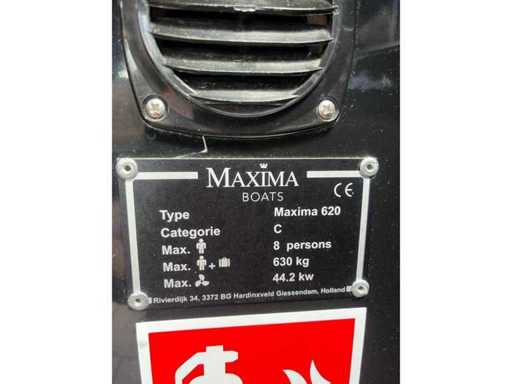 MAXIMA
BOATS
CE
Type Maxima 620
Categorie C
Max. 8 persons
Max. + 630 kg
Max. 44.2 kw
Rivierdijk 34, 3372 BG Hardinxveld Giessendam, Holland